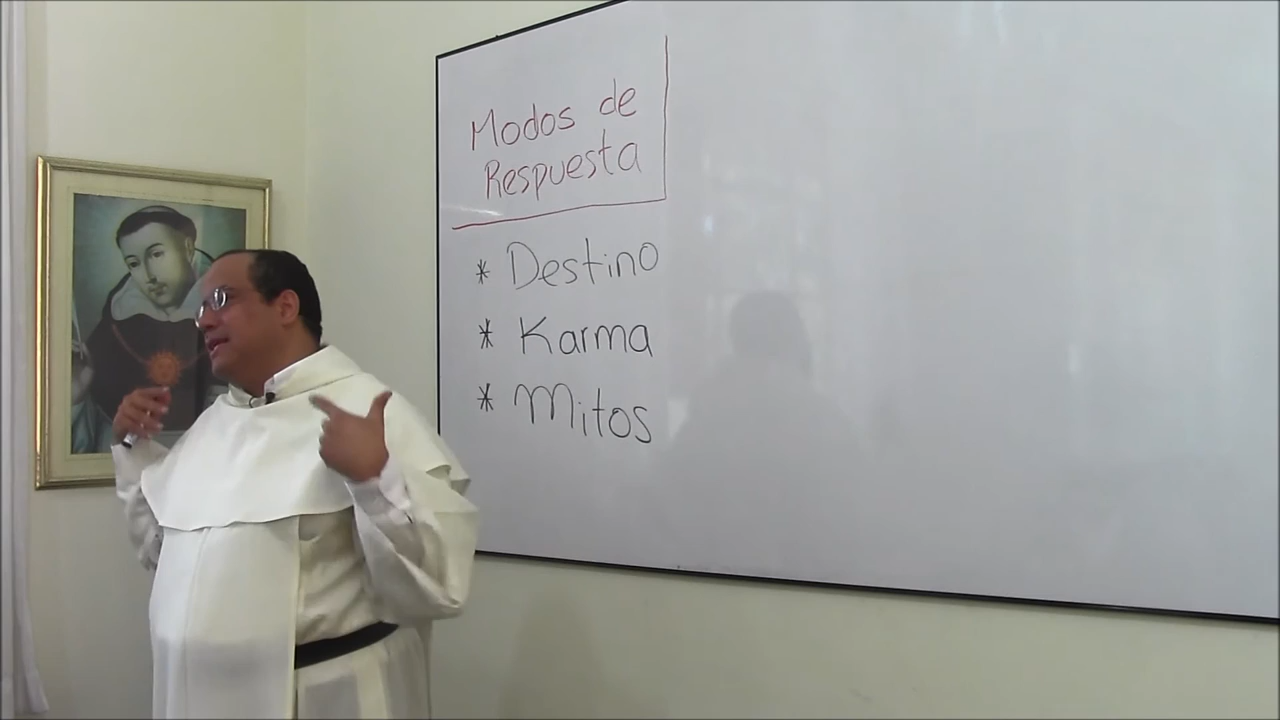 Modos de
Respuesta
* Destino
* Karma
* Mitos